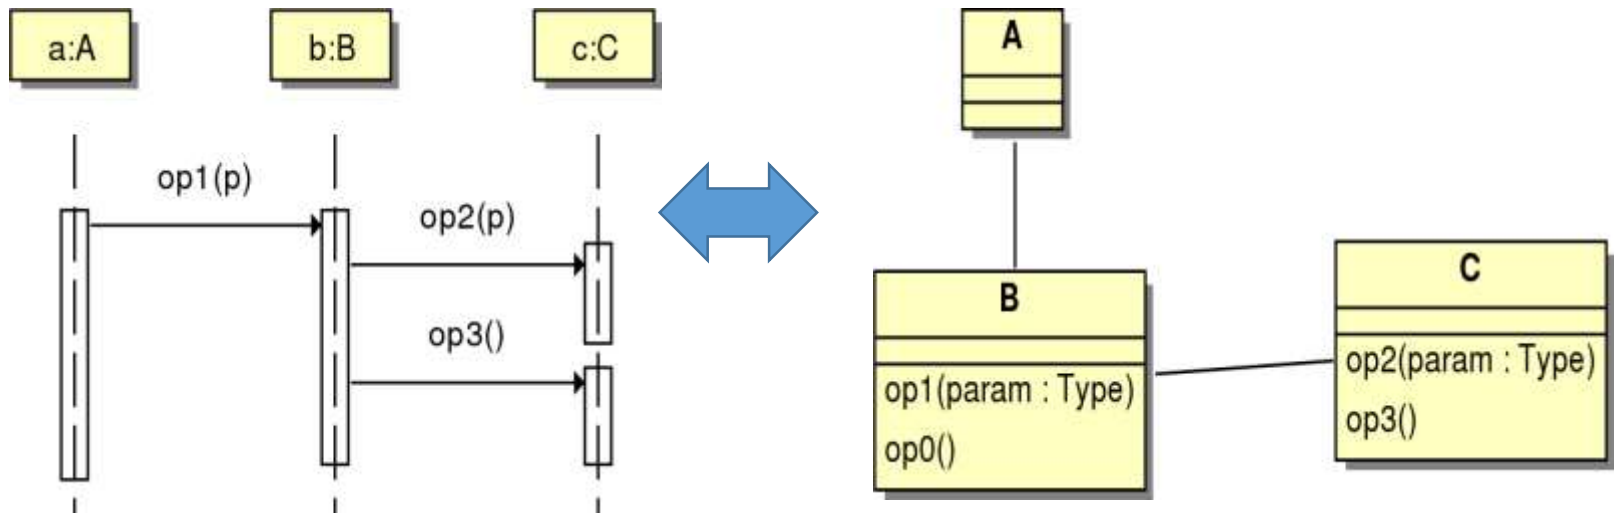 a:A
b:B
c:C
op1(p)
op2(p)
op3()
A
B
op1(param : Type)
op0()
C
op2(param : Type)
op3()